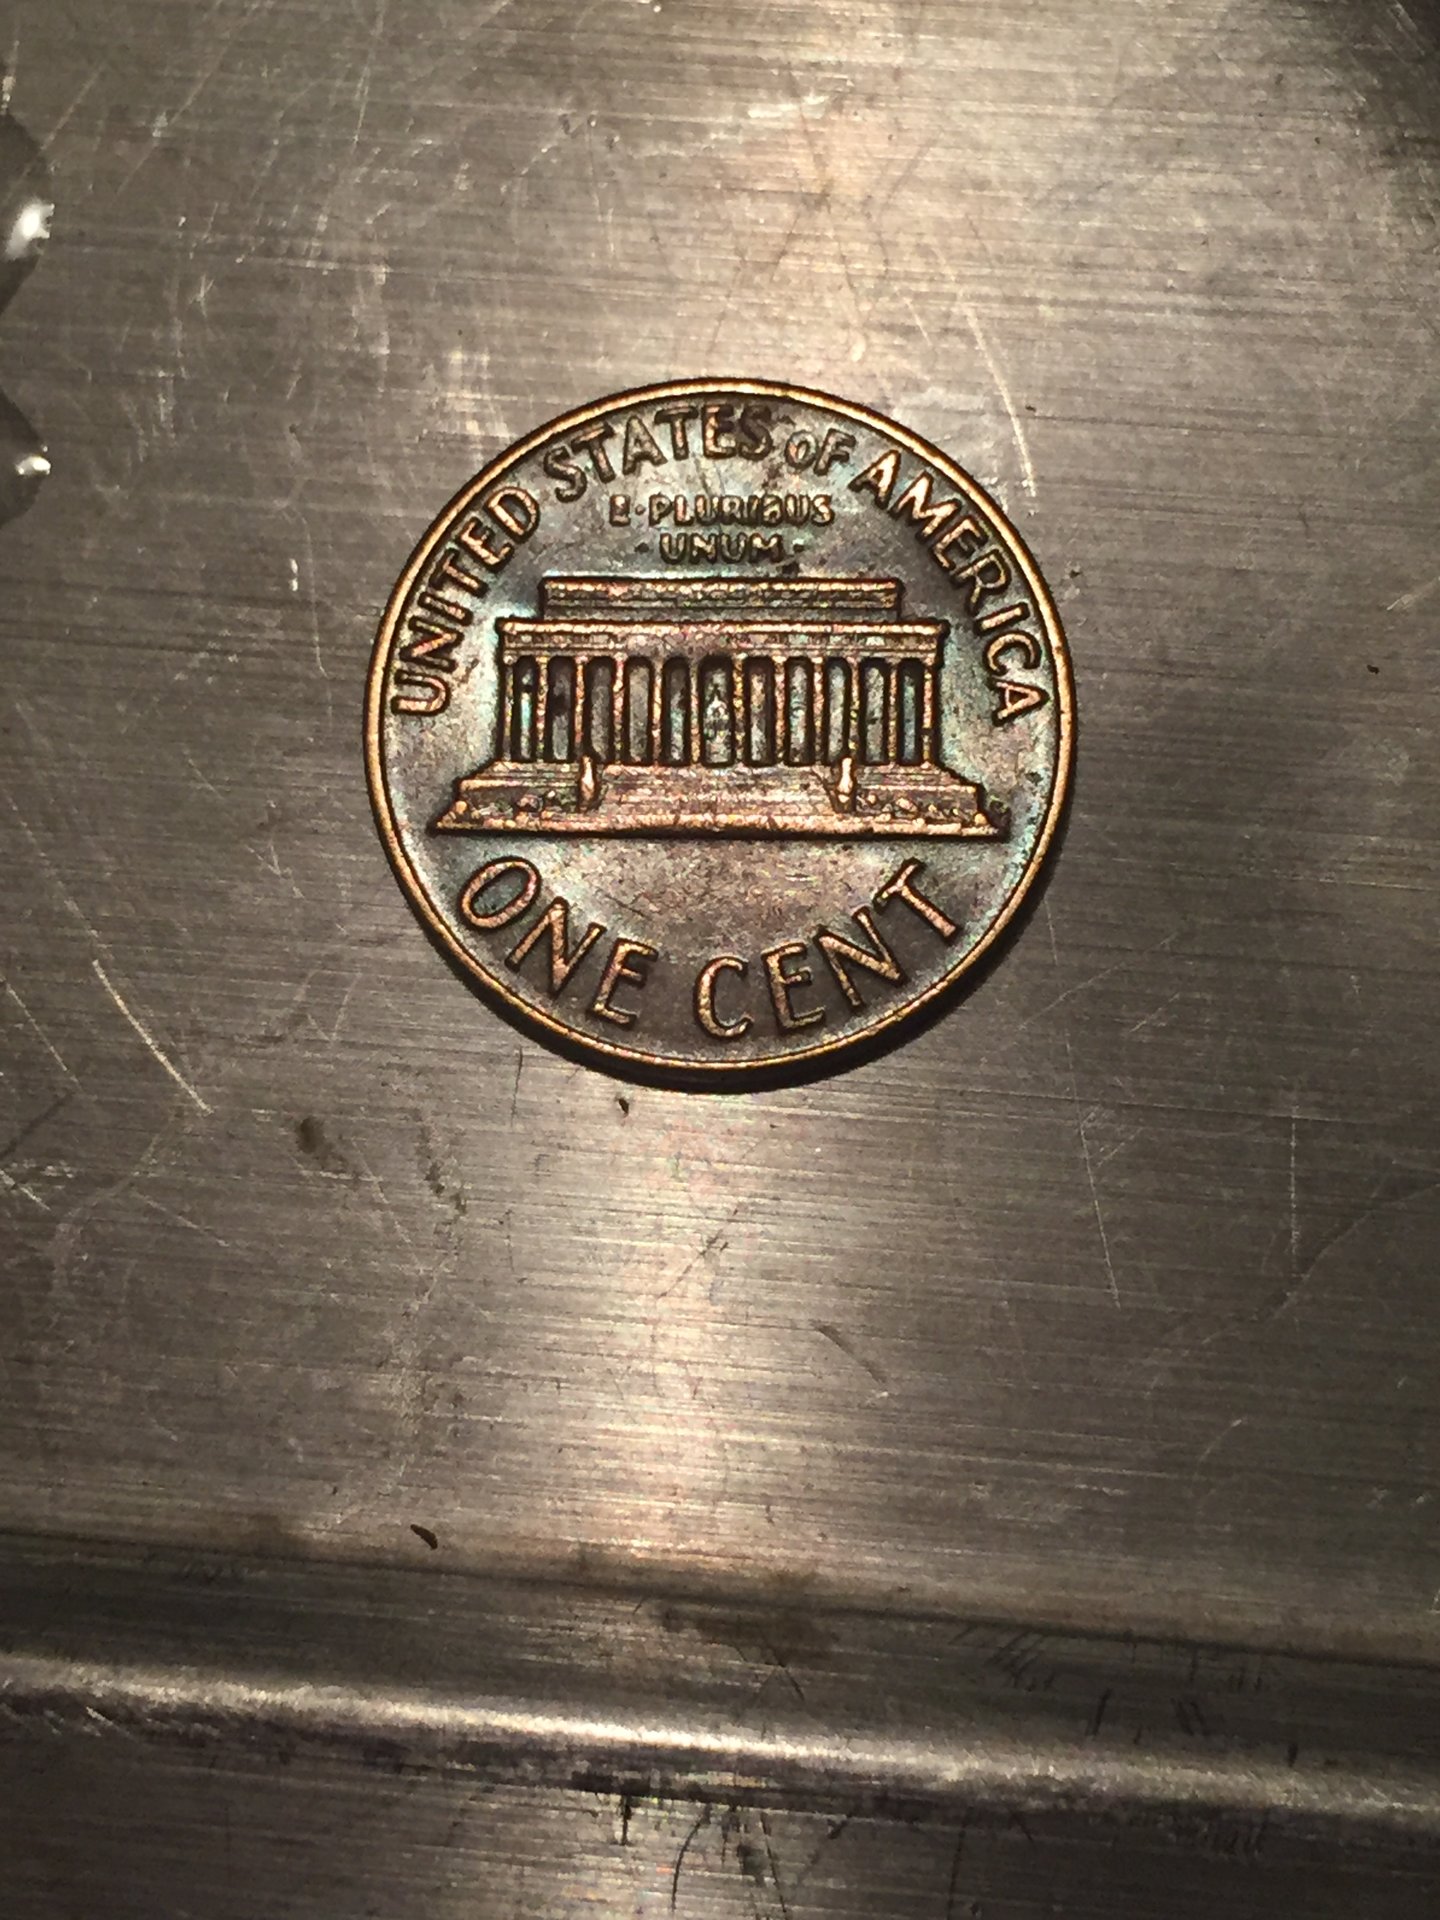 UNITED STATES OF AMERICA
E·PLURIBUS
·UNUM·
ONE CENT